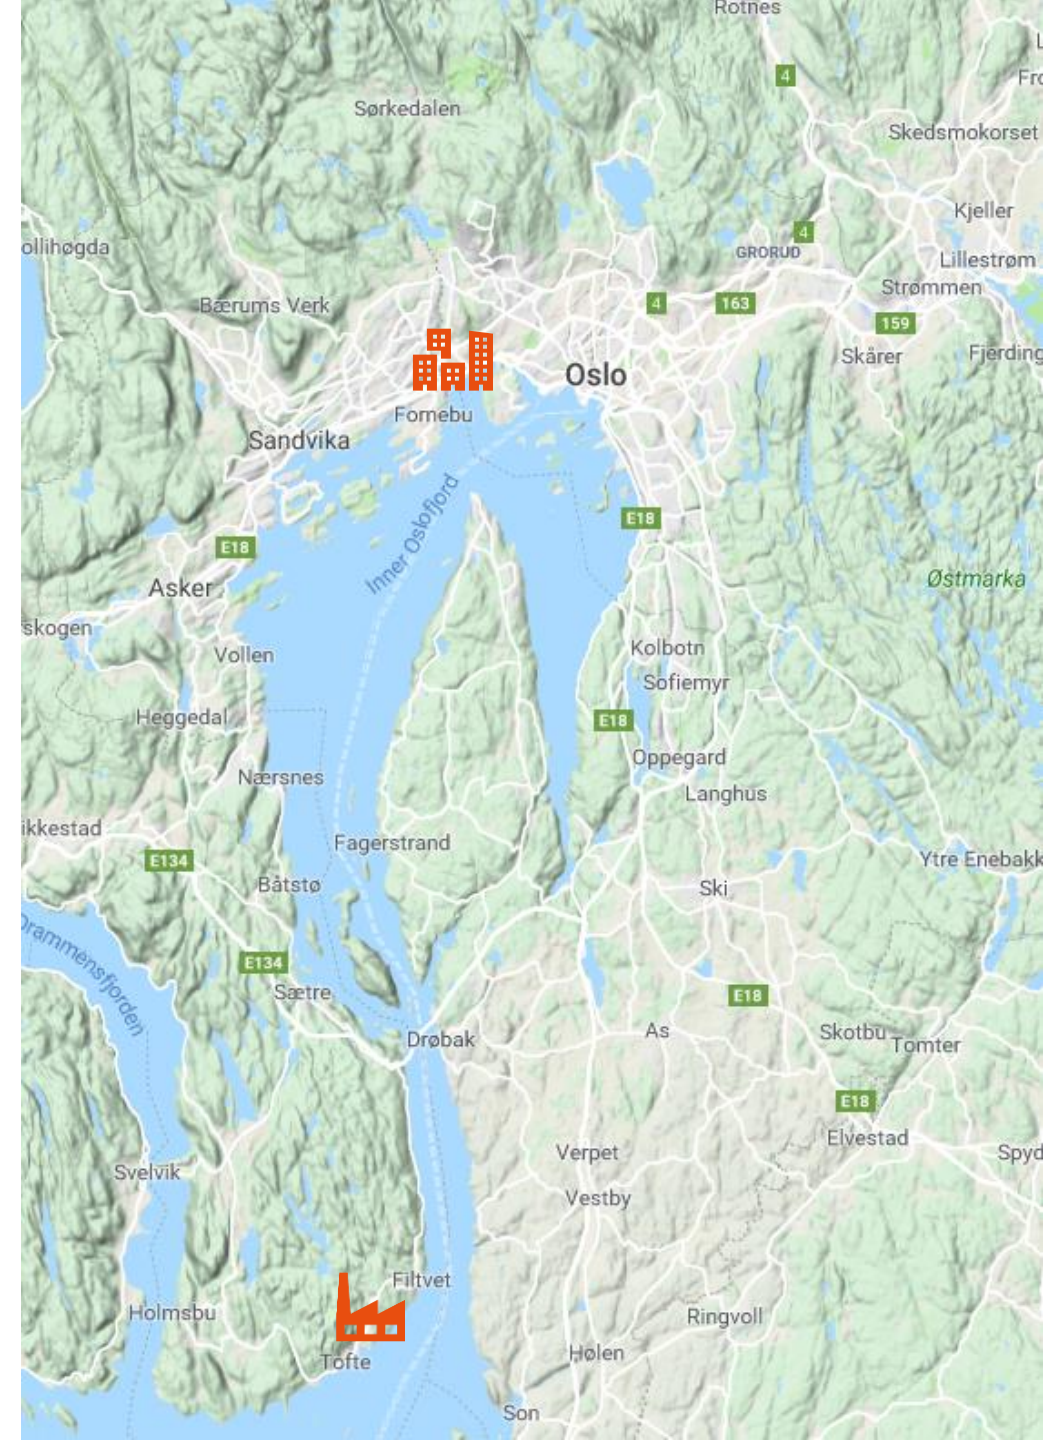 Rotnes
4
Sørkedalen
Skedsmokorset
Kjeller
4
ollihøgda
GRORUD
Lillestrøm
Strømmen
Bærums Verk
4
163
159
Skårer
Fjerding
Oslo
Fornebu
Sandvika
Inner Oslofjord
E18
E18
Asker
Østmarka
skogen
Kolbotn
Vollen
Sofiemyr
Heggedal
E18
Oppegard
Nærsnes
Langhus
ikkestad
Fagerstrand
E134
Ytre Enebakk
Båtstø
Ski
Drammensfjorden
E134
Sætre
E18
As
Skotbu
Drøbak
Tomter
E18
Elvestad
Verpet
Spyd
Svelvik
Vestby
Filtvet
Holmsbu
Ringvoll
Tofte
Hølen
Son